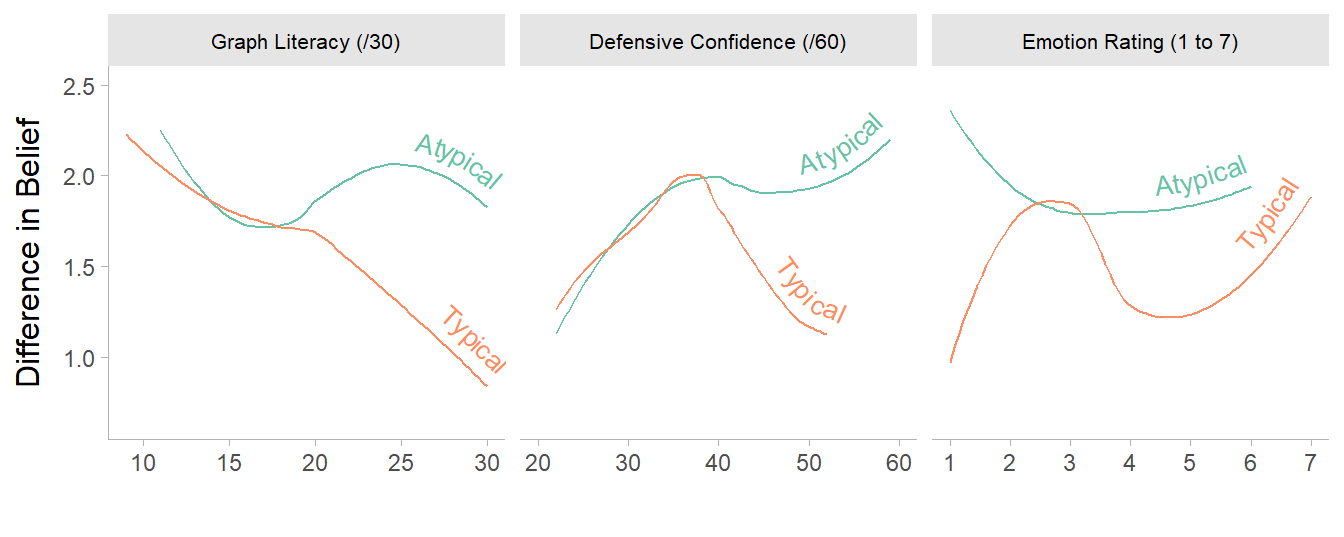 Graph Literacy (/30)
Defensive Confidence (/60)
Emotion Rating (1 to 7)
Difference in Belief
2.5
2.0
1.5
1.0
Atypical
Typical
Atypical
Typical
Atypical
Typical
10 15 20 25 30
20 30 40 50 60
1 2 3 4 5 6 7